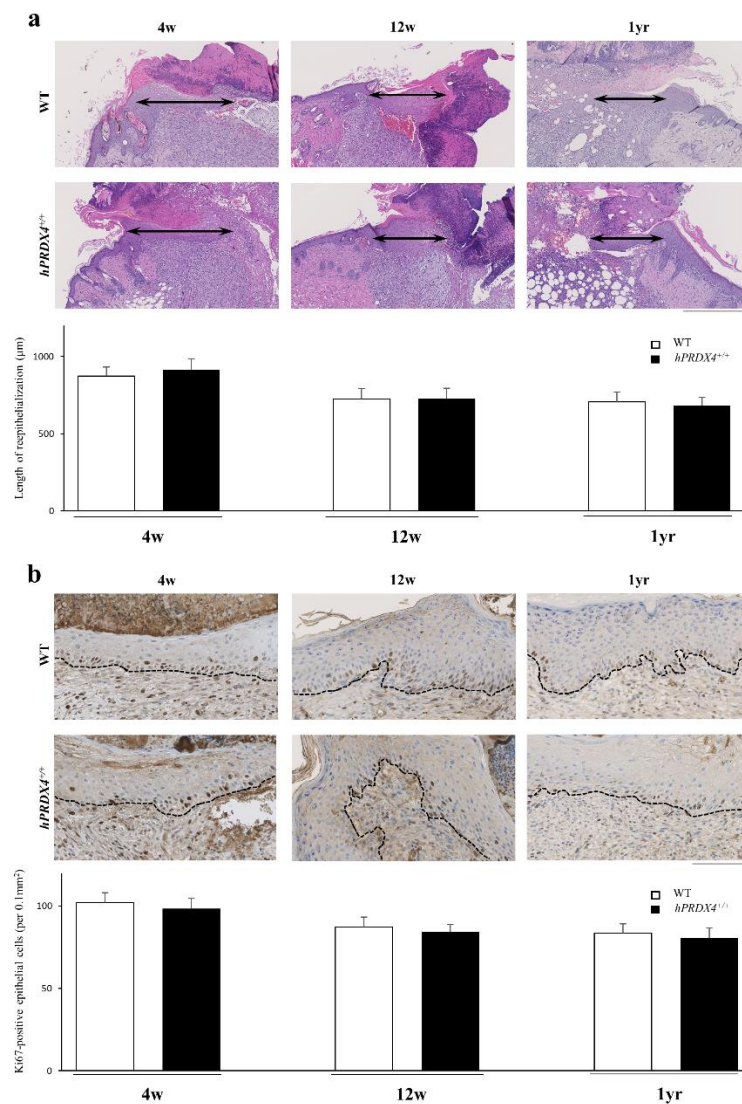 a
4w 12w 1yr
WT
hPRDX4+/+
Length of reepithelialization (μm)
1000
500
0
WT
hPRDX4+/+
4w 12w 1yr
b
4w 12w 1yr
WT
hPRDX4+/+
Ki67-positive epithelial cells (per 0.1mm²)
100
50
0
WT
hPRDX4+/+
4w 12w 1yr